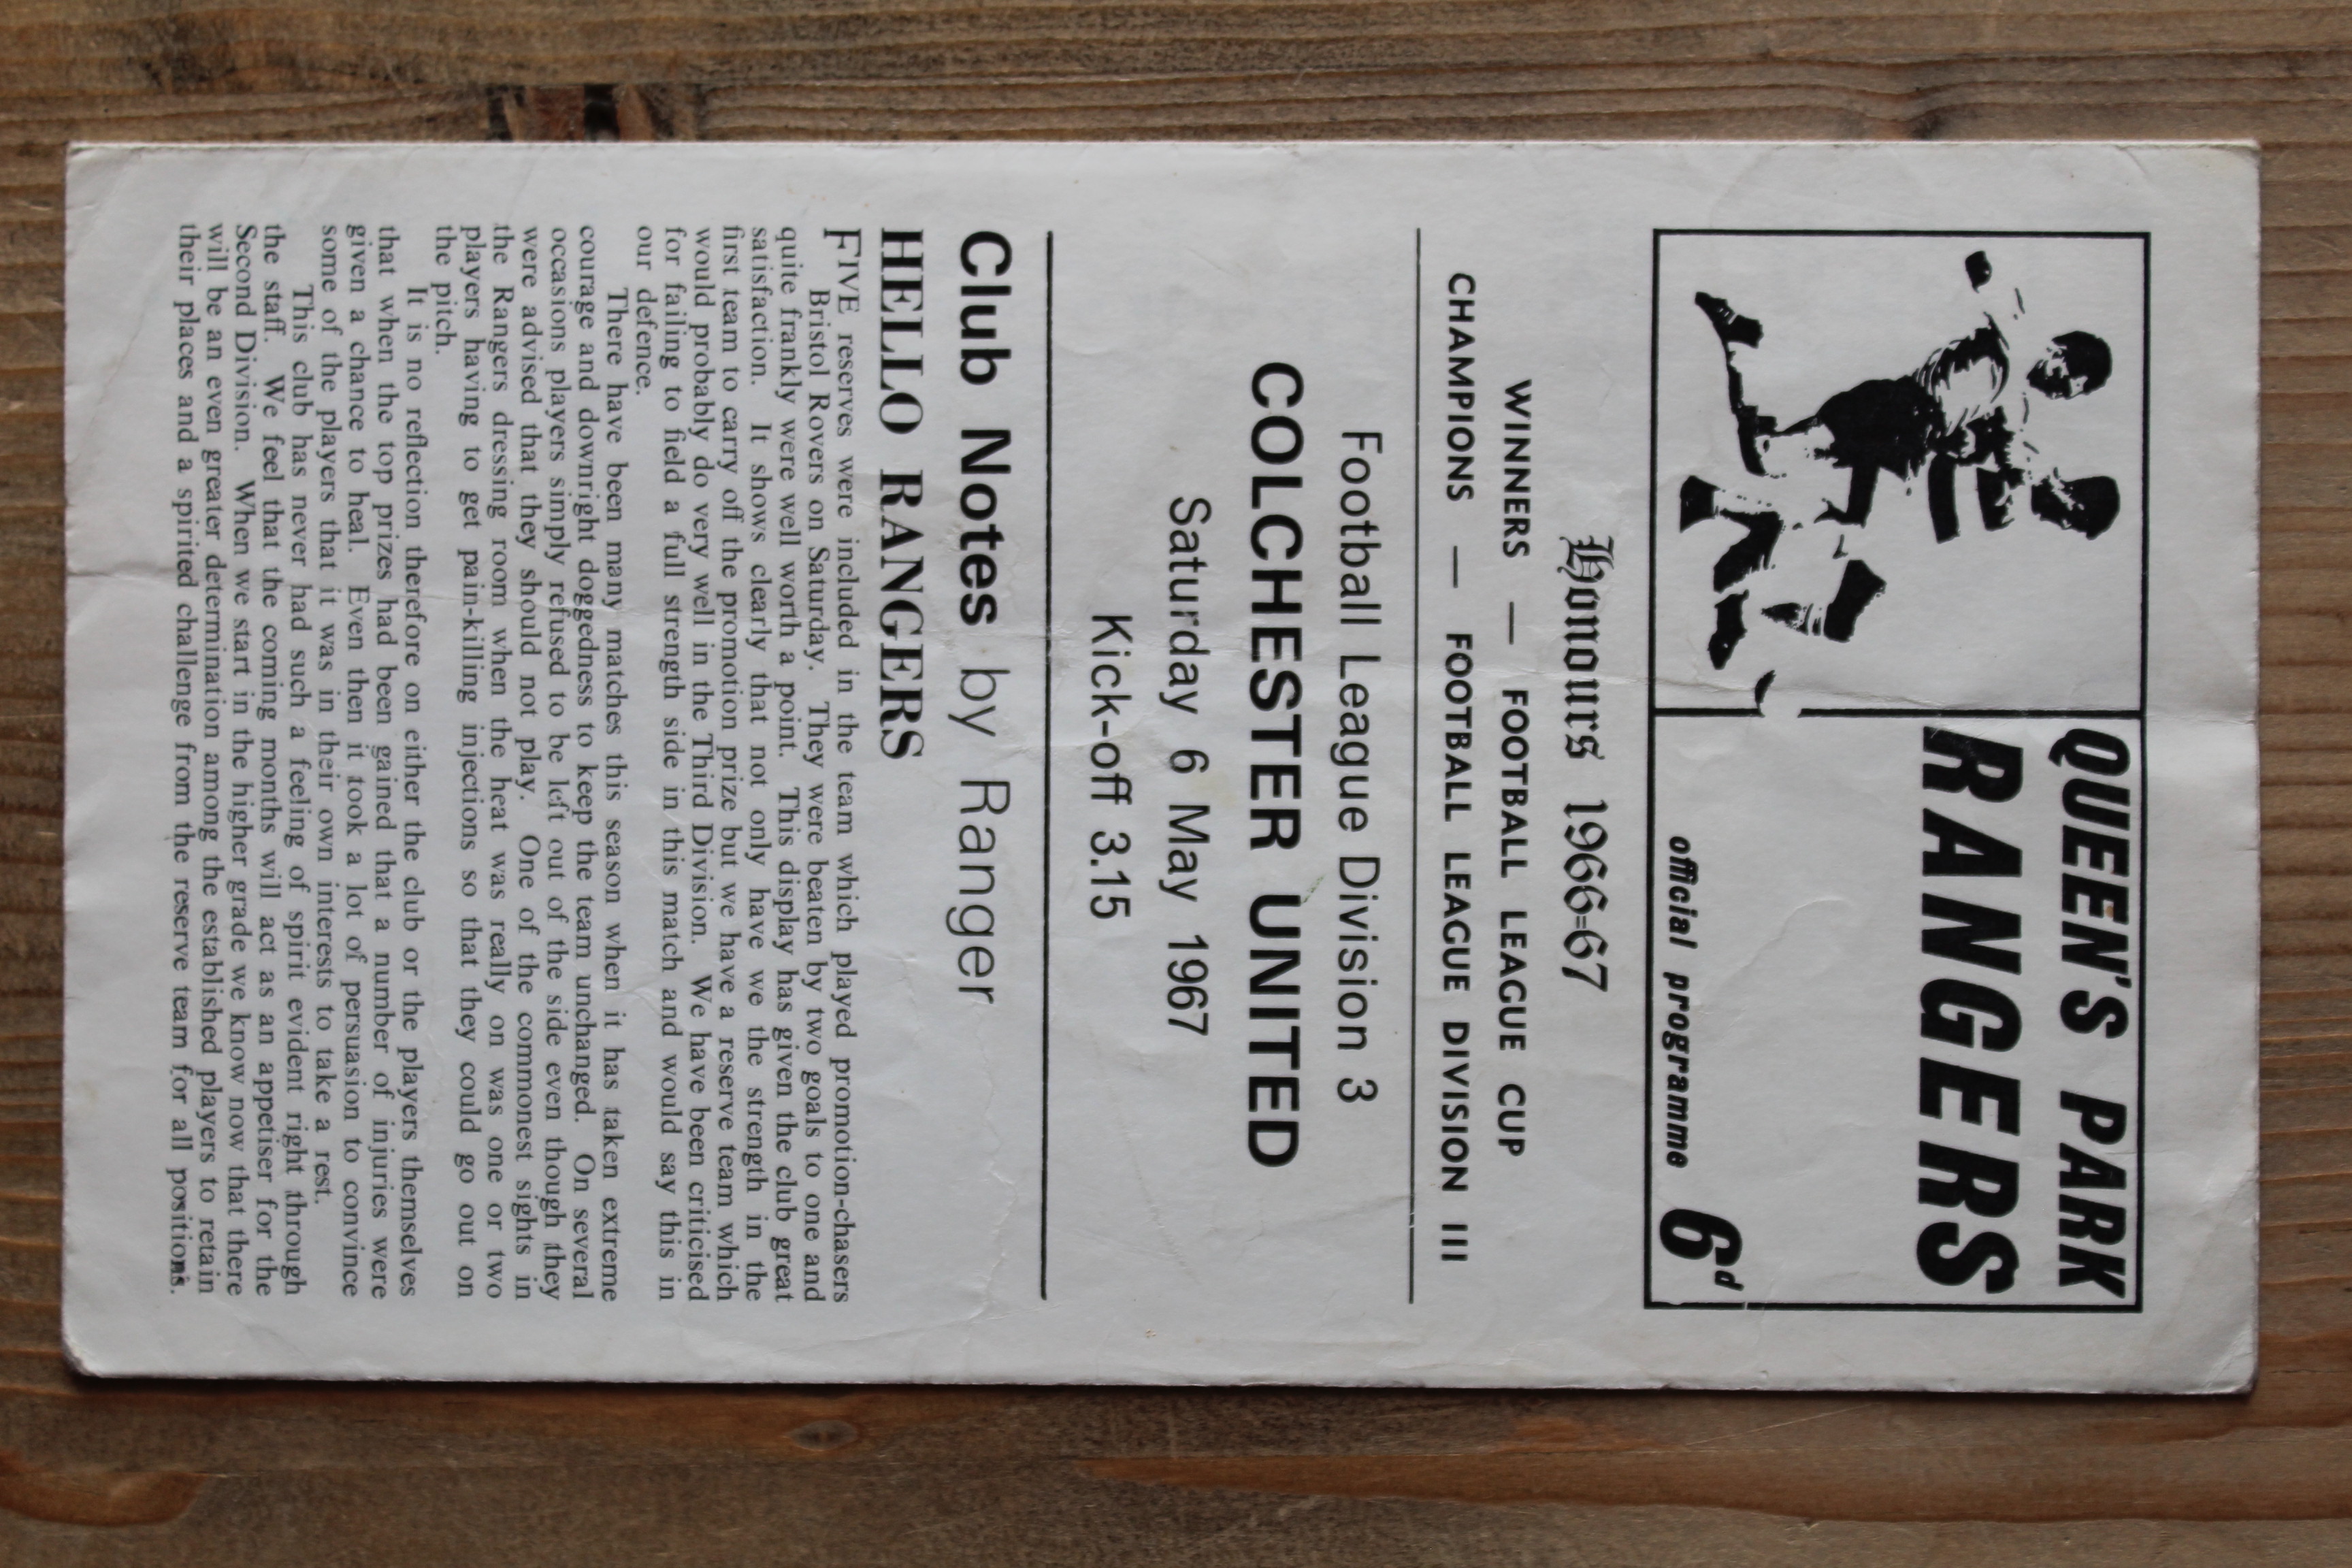 QUEEN'S PARK
RANGERS
official programme 6d
Honours 1966-67
WINNERS — FOOTBALL LEAGUE CUP
CHAMPIONS — FOOTBALL LEAGUE DIVISION III
Football League Division 3
COLCHESTER UNITED
Saturday 6 May 1967
Kick-off 3.15
Club Notes by Ranger
HELLO RANGERS
FIVE reserves were included in the team which played promotion-chasers
Bristol Rovers on Saturday. They were beaten by two goals to one and
quite frankly were well worth a point. This display has given the club great
satisfaction. It shows clearly that not only have we the strength in the
first team to carry off the promotion prize but we have a reserve team which
would probably do very well in the Third Division. We have been criticised
for failing to field a full strength side in this match and would say this in
our defence.
There have been many matches this season when it has taken extreme
courage and downright doggedness to keep the team unchanged. On several
occasions players simply refused to be left out of the side even though they
were advised that they should not play. One of the commonest sights in
the Rangers dressing room when the heat was really on was one or two
players having to get pain-killing injections so that they could go out on
the pitch.
It is no reflection therefore on either the club or the players themselves
that when the top prizes had been gained that a number of injuries were
given a chance to heal. Even then it took a lot of persuasion to convince
some of the players that it was in their own interests to take a rest.
This club has never had such a feeling of spirit evident right through
the staff. We feel that the coming months will act as an appetiser for the
Second Division. When we start in the higher grade we know now that there
will be an even greater determination among the established players to retain
their places and a spirited challenge from the reserve team for all positions.